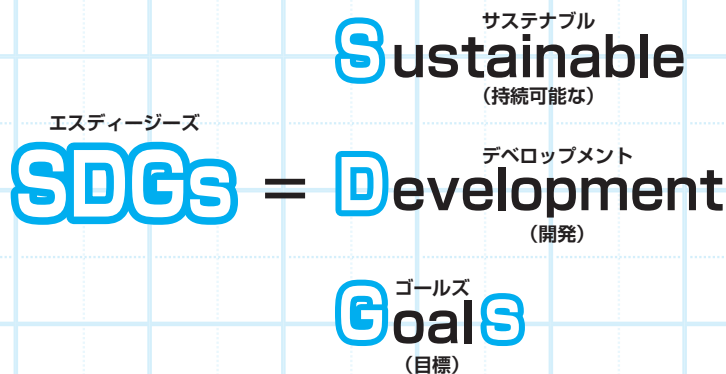 サステナブル
Sustainable
（持続可能な）
エスディージーズ
SDGs =
デベロップメント
Development
（開発）
ゴールズ
Goals
（目標）